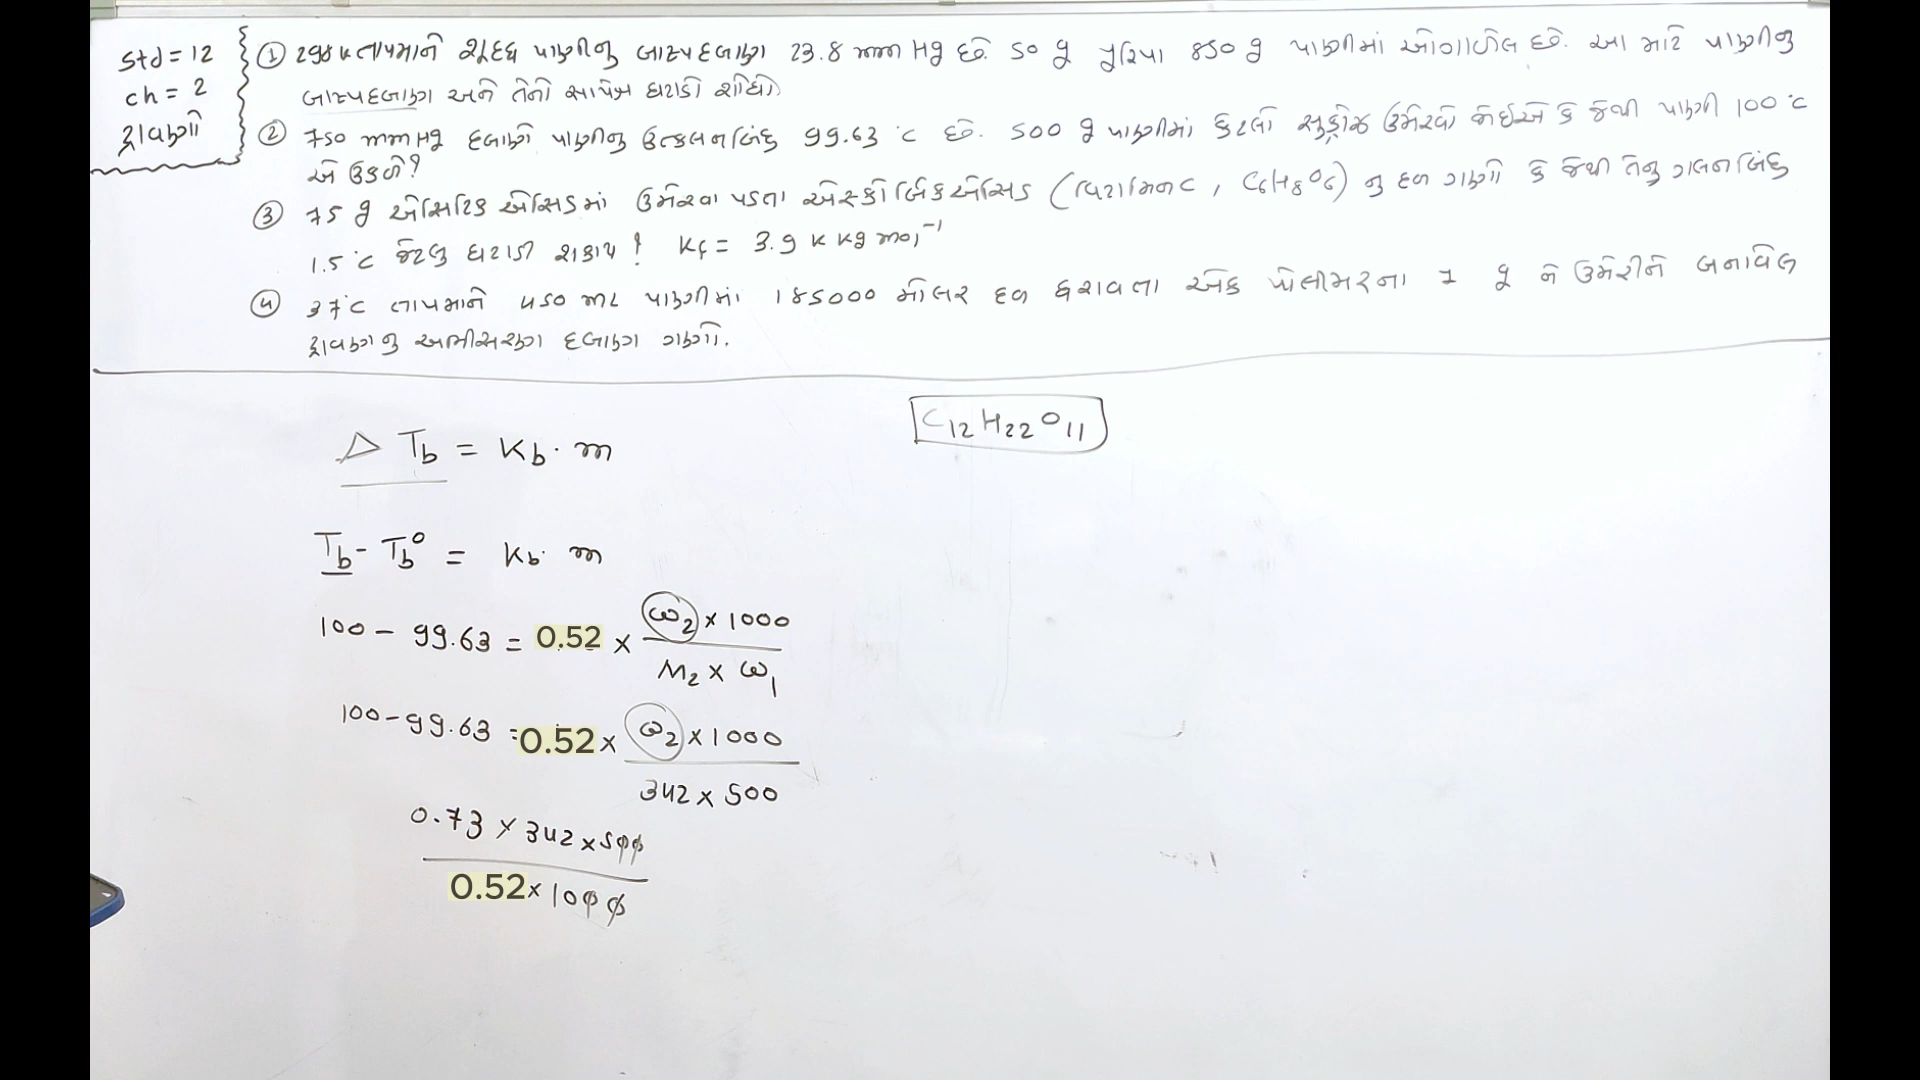 std = 12
ch = 2
દ્રાવણો
① 298 K તાપમાને શુદ્ધ પાણીનુ બાષ્પદબાણ 23.8 mm Hg છે. 50 g યુરિયા 850 g પાણીમાં ઓગાળેલ છે. આ માટે પાણીનુ
બાષ્પદબાણ અને તેનો સાપેક્ષ ઘટાડો શોધો
② 750 mm Hg દબાણે પાણીનુ ઉત્કલનબિંદુ 99.63 °C છે. 500 g પાણીમાં કેટલો સુક્રોઝ ઉમેરવો જોઈએ કે જેથી પાણી 100 °C
એ ઉકળે?
③ 75 g એસિટિક એસિડમાં ઉમેરવા પડતા એસ્કોર્બિક એસિડ (વિટામિન C, C6H8O6) નુ દળ ગણો કે જેથી તેનુ ગલનબિંદુ
1.5 °C જેટલુ ઘટાડી શકાય! Kf = 3.9 K kg mol⁻¹
④ 37°C તાપમાને 450 mL પાણીમાં 185000 મોલર દળ ધરાવતા એક પોલીમરના 1 g ને ઉમેરીને બનાવેલ
દ્રાવણનુ અભીસરણ દબાણ ગણો.
C12H22O11
Δ Tb = Kb · m
Tb - Tb° = Kb · m
100 - 99.63 = 0.52 × ω2 × 1000 / M2 × ω1
100 - 99.63 = 0.52 × ω2 × 1000 / 342 × 500
0.73 × 342 × 500 / 0.52 × 1000